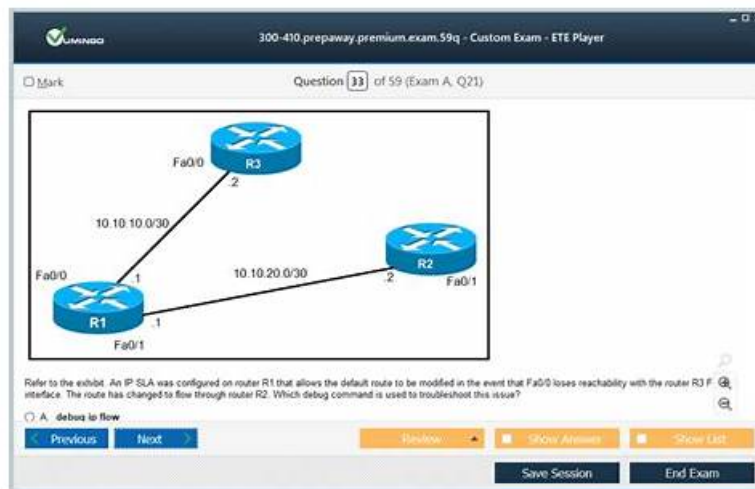 VUMINGO
300-410.prepaway.premium.exam.59q - Custom Exam - ETE Player
Mark
Question 33 of 59 (Exam A, Q21)
Fa0/0
R3
.2
10.10.10.0/30
Fa0/0
.1
10.10.20.0/30
R2
.2
Fa0/1
R1
.1
Fa0/1
Refer to the exhibit. An IP SLA was configured on router R1 that allows the default route to be modified in the event that Fa0/0 loses reachability with the router R3 F
interface. The route has changed to flow through router R2. Which debug command is used to troubleshoot this issue?
A. debug ip flow
Previous
Next
Review
Show Answer
Show List
Save Session
End Exam